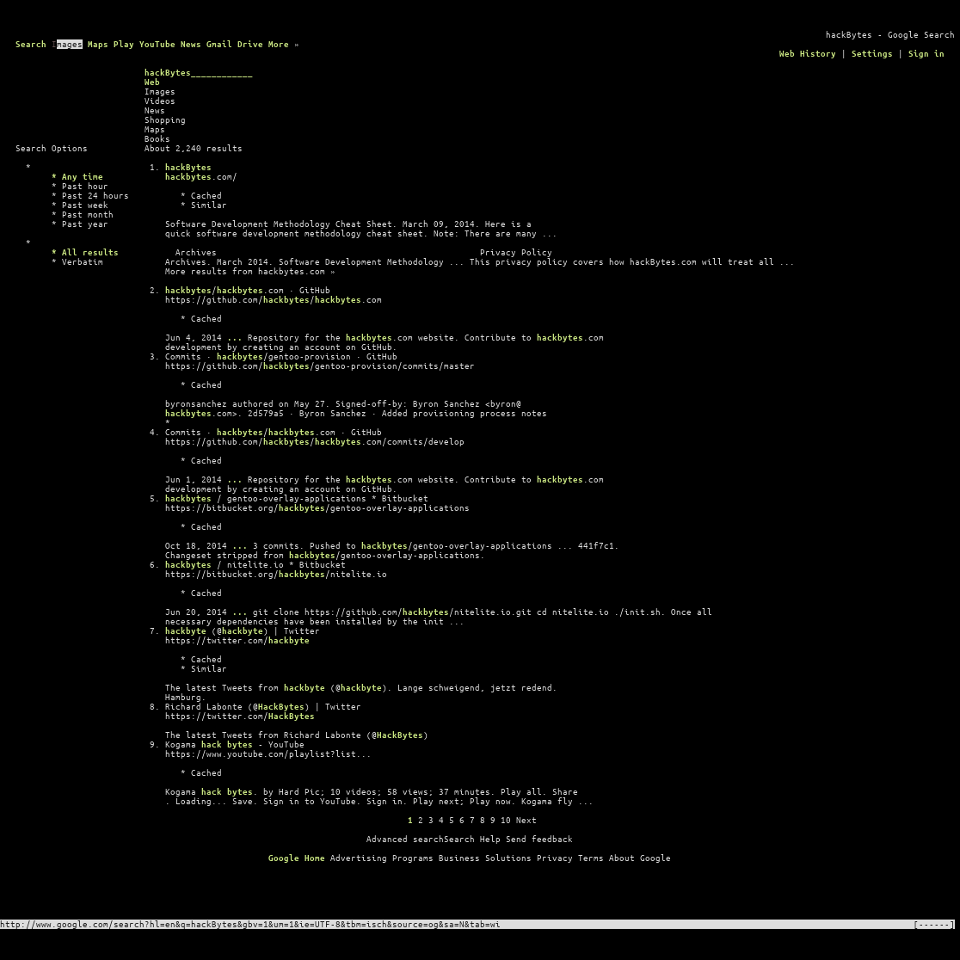 hackBytes - Google Search
Search Images Maps Play YouTube News Gmail Drive More »
Web History | Settings | Sign in
hackBytes____________
Web
Images
Videos
News
Shopping
Maps
Books
Search Options About 2,240 results
* 1. hackBytes
* Any time hackbytes.com/
* Past hour
* Past 24 hours * Cached
* Past week * Similar
* Past month
* Past year Software Development Methodology Cheat Sheet. March 09, 2014. Here is a
quick software development methodology cheat sheet. Note: There are many ...
*
* All results Archives Privacy Policy
* Verbatim Archives. March 2014. Software Development Methodology ... This privacy policy covers how hackBytes.com will treat all ...
More results from hackbytes.com »
2. hackbytes/hackbytes.com · GitHub
https://github.com/hackbytes/hackbytes.com
* Cached
Jun 4, 2014 ... Repository for the hackbytes.com website. Contribute to hackbytes.com
development by creating an account on GitHub.
3. Commits · hackbytes/gentoo-provision · GitHub
https://github.com/hackbytes/gentoo-provision/commits/master
* Cached
byronsanchez authored on May 27. Signed-off-by: Byron Sanchez <byron@
hackbytes.com>. 2d579a5 · Byron Sanchez · Added provisioning process notes
*
4. Commits · hackbytes/hackbytes.com · GitHub
https://github.com/hackbytes/hackbytes.com/commits/develop
* Cached
Jun 1, 2014 ... Repository for the hackbytes.com website. Contribute to hackbytes.com
development by creating an account on GitHub.
5. hackbytes / gentoo-overlay-applications * Bitbucket
https://bitbucket.org/hackbytes/gentoo-overlay-applications
* Cached
Oct 18, 2014 ... 3 commits. Pushed to hackbytes/gentoo-overlay-applications ... 441f7c1.
Changeset stripped from hackbytes/gentoo-overlay-applications.
6. hackbytes / nitelite.io * Bitbucket
https://bitbucket.org/hackbytes/nitelite.io
* Cached
Jun 20, 2014 ... git clone https://github.com/hackbytes/nitelite.io.git cd nitelite.io ./init.sh. Once all
necessary dependencies have been installed by the init ...
7. hackbyte (@hackbyte) | Twitter
https://twitter.com/hackbyte
* Cached
* Similar
The latest Tweets from hackbyte (@hackbyte). Lange schweigend, jetzt redend.
Hamburg.
8. Richard Labonte (@HackBytes) | Twitter
https://twitter.com/HackBytes
The latest Tweets from Richard Labonte (@HackBytes)
9. Kogama hack bytes - YouTube
https://www.youtube.com/playlist?list...
* Cached
Kogama hack bytes. by Hard Pic; 10 videos; 58 views; 37 minutes. Play all. Share
. Loading... Save. Sign in to YouTube. Sign in. Play next; Play now. Kogama fly ...
1 2 3 4 5 6 7 8 9 10 Next
Advanced searchSearch Help Send feedback
Google Home Advertising Programs Business Solutions Privacy Terms About Google
http://www.google.com/search?hl=en&q=hackBytes&gbv=1&um=1&ie=UTF-8&tbm=isch&source=og&sa=N&tab=wi [------]